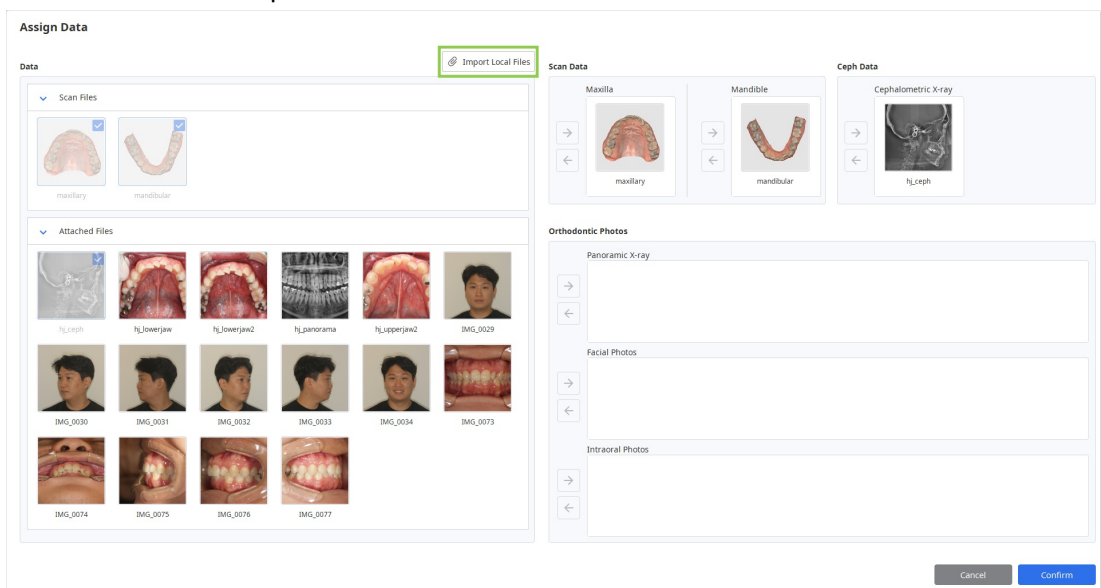 Assign Data
Data
Import Local Files
Scan Files
maxillary
mandibular
Attached Files
hj_ceph
hj_lowerjaw
hj_lowerjaw2
hj_panorama
hj_upperjaw2
IMG_0029
IMG_0030
IMG_0031
IMG_0032
IMG_0033
IMG_0034
IMG_0073
IMG_0074
IMG_0075
IMG_0076
IMG_0077
Scan Data
Maxilla
maxillary
Mandible
mandibular
Ceph Data
Cephalometric X-ray
hj_ceph
Orthodontic Photos
Panoramic X-ray
Facial Photos
Intraoral Photos
Cancel
Confirm